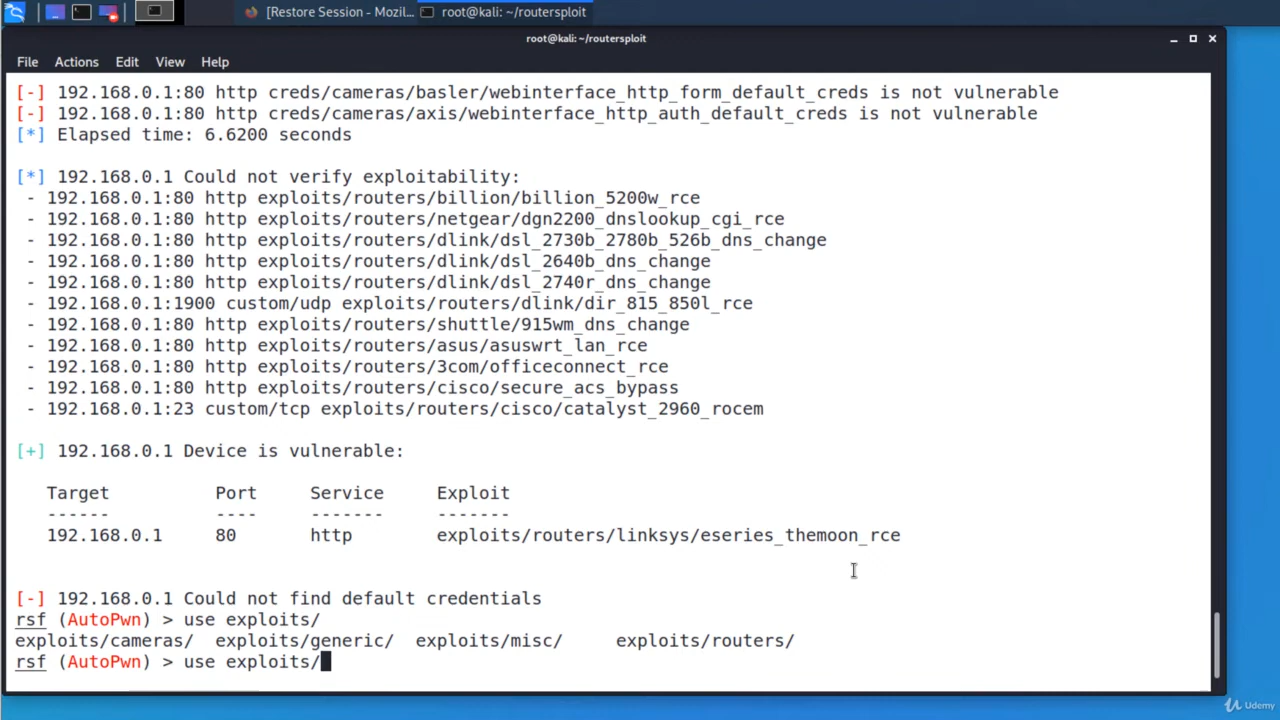 [Restore Session - Mozil... root@kali: ~/routersploit
root@kali: ~/routersploit
File Actions Edit View Help
[-] 192.168.0.1:80 http creds/cameras/basler/webinterface_http_form_default_creds is not vulnerable
[-] 192.168.0.1:80 http creds/cameras/axis/webinterface_http_auth_default_creds is not vulnerable
[*] Elapsed time: 6.6200 seconds
[*] 192.168.0.1 Could not verify exploitability:
- 192.168.0.1:80 http exploits/routers/billion/billion_5200w_rce
- 192.168.0.1:80 http exploits/routers/netgear/dgn2200_dnslookup_cgi_rce
- 192.168.0.1:80 http exploits/routers/dlink/dsl_2730b_2780b_526b_dns_change
- 192.168.0.1:80 http exploits/routers/dlink/dsl_2640b_dns_change
- 192.168.0.1:80 http exploits/routers/dlink/dsl_2740r_dns_change
- 192.168.0.1:1900 custom/udp exploits/routers/dlink/dir_815_850l_rce
- 192.168.0.1:80 http exploits/routers/shuttle/915wm_dns_change
- 192.168.0.1:80 http exploits/routers/asus/asuswrt_lan_rce
- 192.168.0.1:80 http exploits/routers/3com/officeconnect_rce
- 192.168.0.1:80 http exploits/routers/cisco/secure_acs_bypass
- 192.168.0.1:23 custom/tcp exploits/routers/cisco/catalyst_2960_rocem
[+] 192.168.0.1 Device is vulnerable:
Target Port Service Exploit
------ ---- ------- -------
192.168.0.1 80 http exploits/routers/linksys/eseries_themoon_rce
[-] 192.168.0.1 Could not find default credentials
rsf (AutoPwn) > use exploits/
exploits/cameras/ exploits/generic/ exploits/misc/ exploits/routers/
rsf (AutoPwn) > use exploits/
Udemy